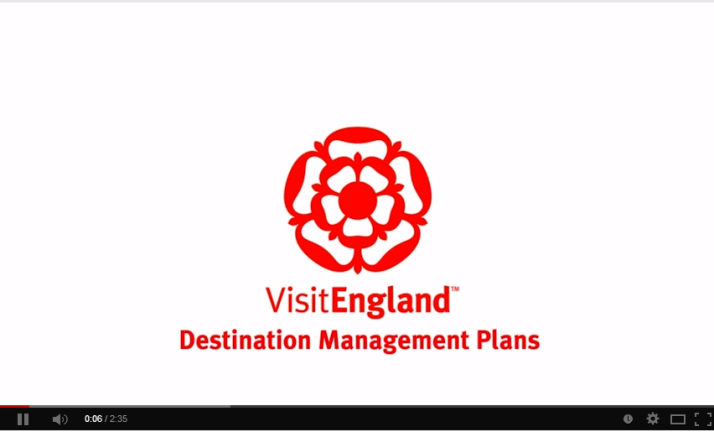 VisitEngland™
Destination Management Plans
0:06 / 2:35